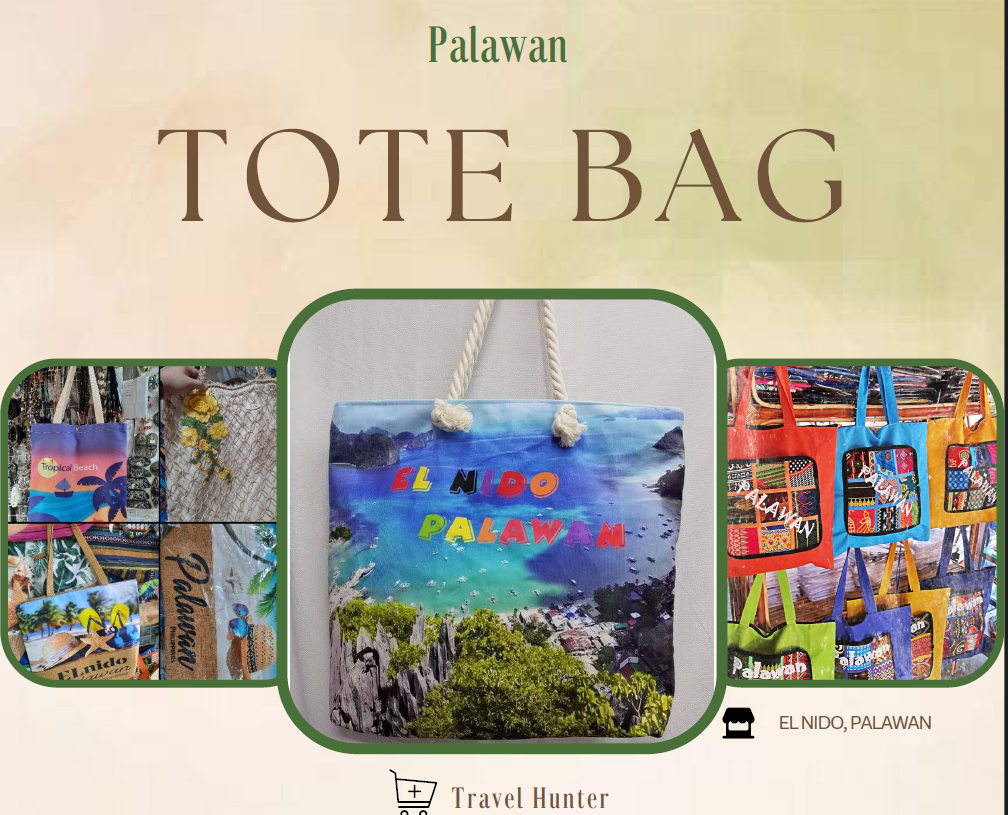 Palawan
TOTE BAG
Tropical Beach
EL NIDO
PALAWAN
PALAWAN
PALAWAN
Palawan
PHILIPPINES
El nido
Palawan
Palawan
EL NIDO, PALAWAN
Travel Hunter